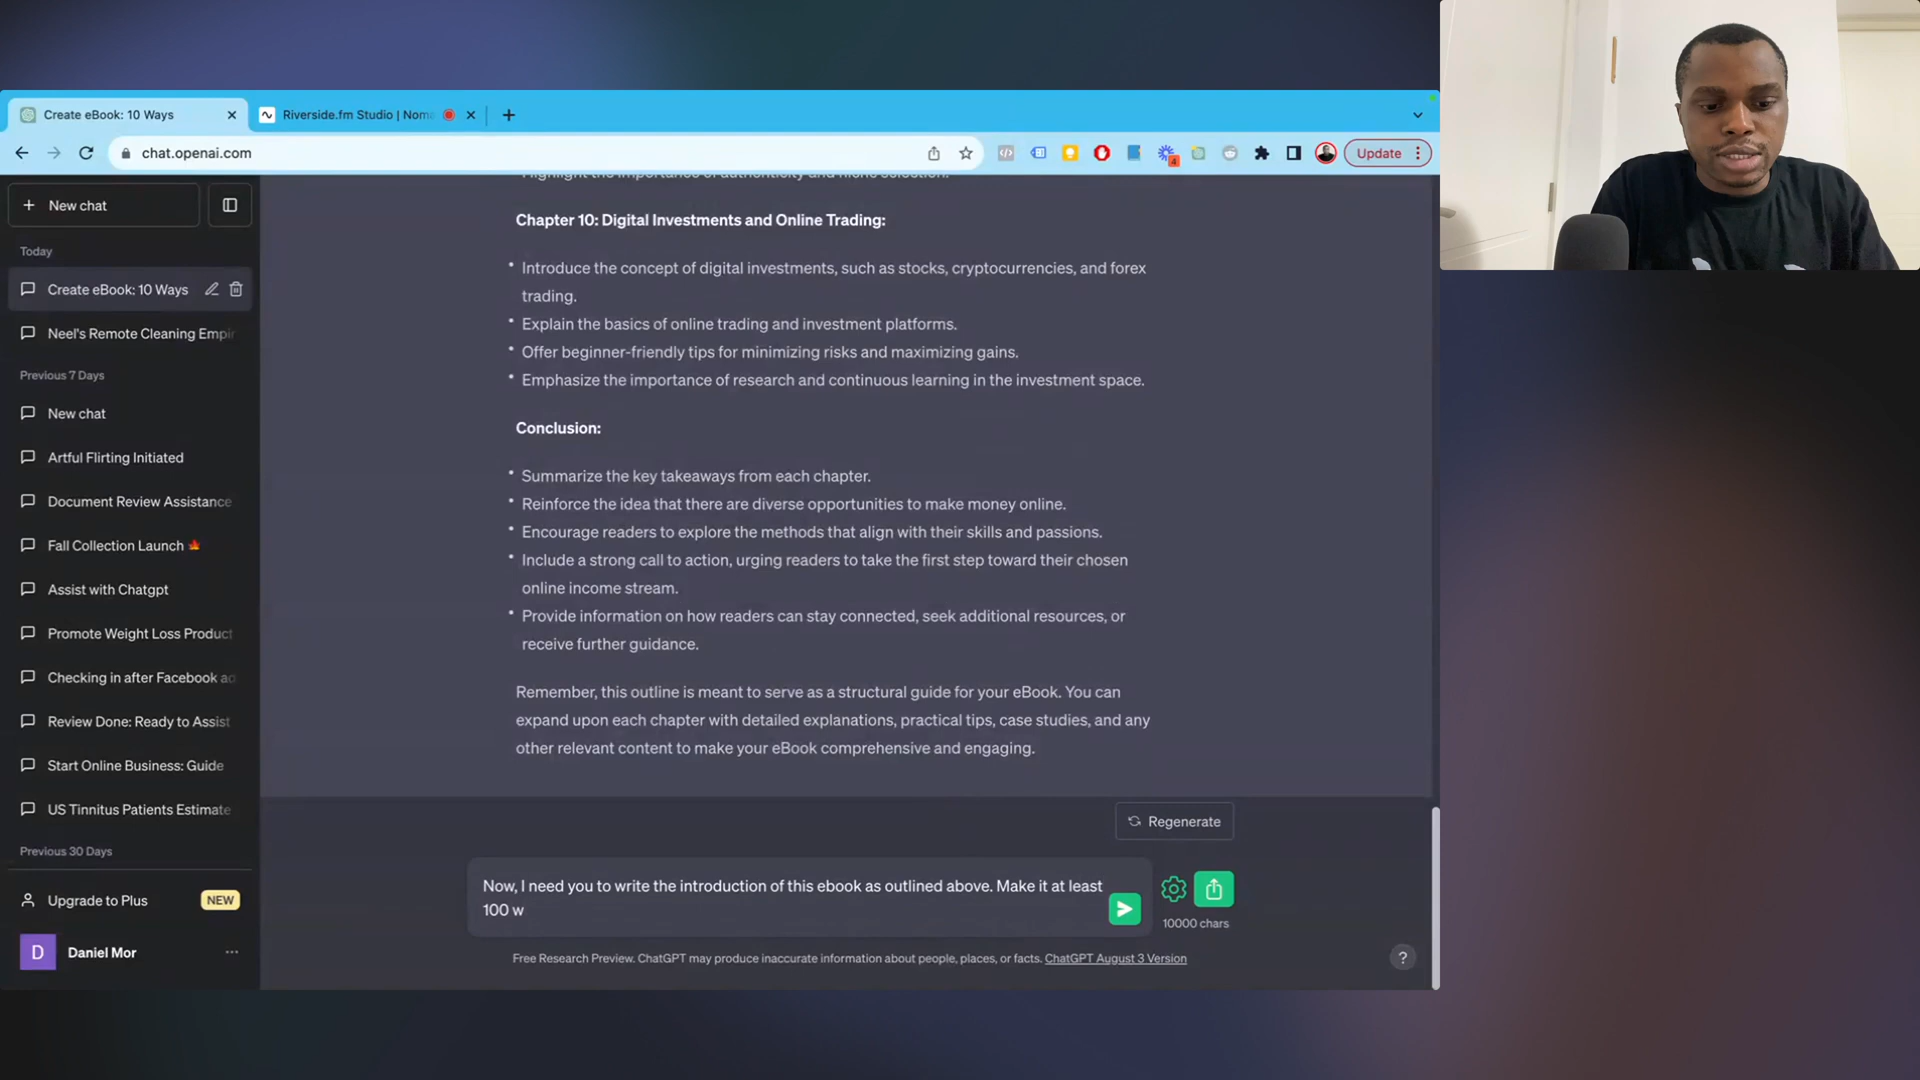 Create eBook: 10 Ways
Riverside.fm Studio | Nom
chat.openai.com
4
Update
New chat
Today
Create eBook: 10 Ways
Neel's Remote Cleaning Empi
Previous 7 Days
New chat
Artful Flirting Initiated
Document Review Assistance
Fall Collection Launch 🍁
Assist with Chatgpt
Promote Weight Loss Product
Checking in after Facebook ad
Review Done: Ready to Assist
Start Online Business: Guide
US Tinnitus Patients Estimate
Previous 30 Days
Upgrade to Plus NEW
D Daniel Mor
Highlight the importance of authenticity and niche selection.
Chapter 10: Digital Investments and Online Trading:
• Introduce the concept of digital investments, such as stocks, cryptocurrencies, and forex
trading.
• Explain the basics of online trading and investment platforms.
• Offer beginner-friendly tips for minimizing risks and maximizing gains.
• Emphasize the importance of research and continuous learning in the investment space.
Conclusion:
• Summarize the key takeaways from each chapter.
• Reinforce the idea that there are diverse opportunities to make money online.
• Encourage readers to explore the methods that align with their skills and passions.
• Include a strong call to action, urging readers to take the first step toward their chosen
online income stream.
• Provide information on how readers can stay connected, seek additional resources, or
receive further guidance.
Remember, this outline is meant to serve as a structural guide for your eBook. You can
expand upon each chapter with detailed explanations, practical tips, case studies, and any
other relevant content to make your eBook comprehensive and engaging.
Regenerate
Now, I need you to write the introduction of this ebook as outlined above. Make it at least
100 w
10000 chars
Free Research Preview. ChatGPT may produce inaccurate information about people, places, or facts. ChatGPT August 3 Version
?